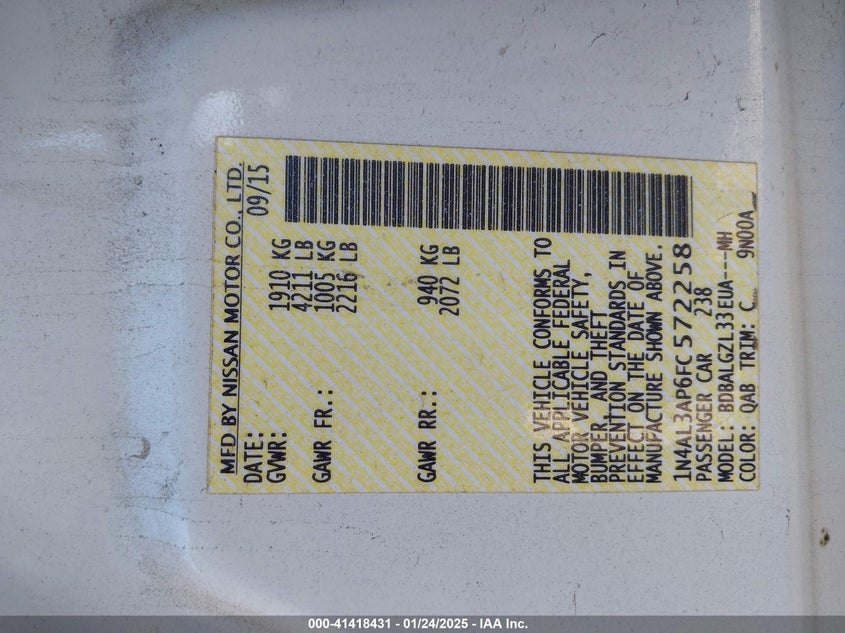 MFD BY NISSAN MOTOR CO., LTD.
DATE: 09/15
GVWR: 1910 KG
4211 LB
GAWR FR.: 1005 KG
2216 LB
GAWR RR.: 940 KG
2072 LB
THIS VEHICLE CONFORMS TO
ALL APPLICABLE FEDERAL
MOTOR VEHICLE SAFETY,
BUMPER AND THEFT
PREVENTION STANDARDS IN
EFFECT ON THE DATE OF
MANUFACTURE SHOWN ABOVE.
1N4AL3AP6FC572258
PASSENGER CAR 238
MODEL: BDBALGZL33EUA---MH
COLOR: QAB TRIM: C 9N00A
000-41418431 - 01/24/2025 - IAA Inc.